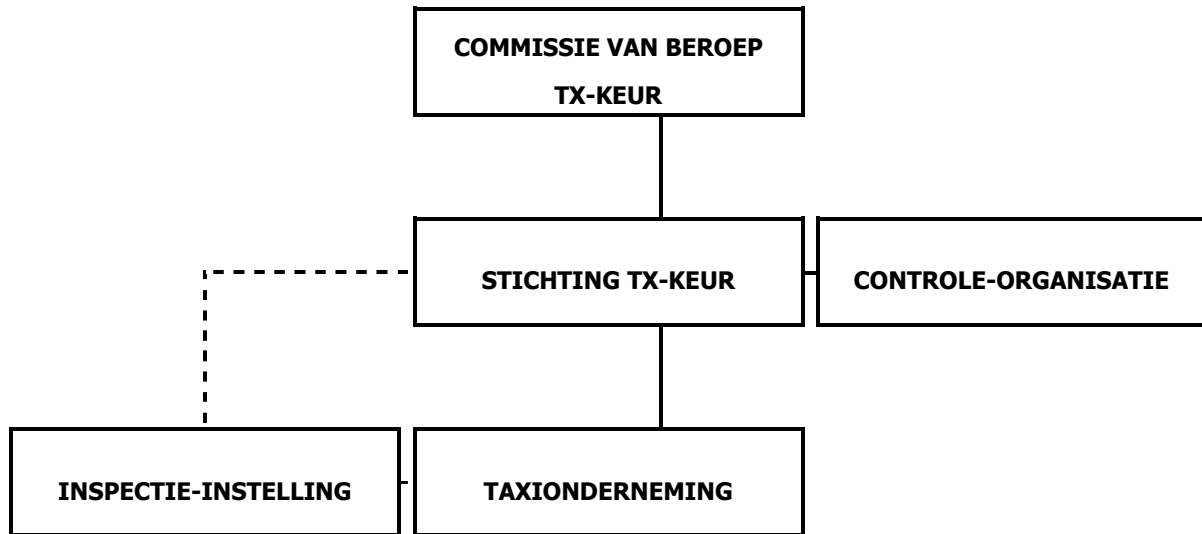 COMMISSIE VAN BEROEP
TX-KEUR
STICHTING TX-KEUR
CONTROLE-ORGANISATIE
INSPECTIE-INSTELLING
TAXIONDERNEMING